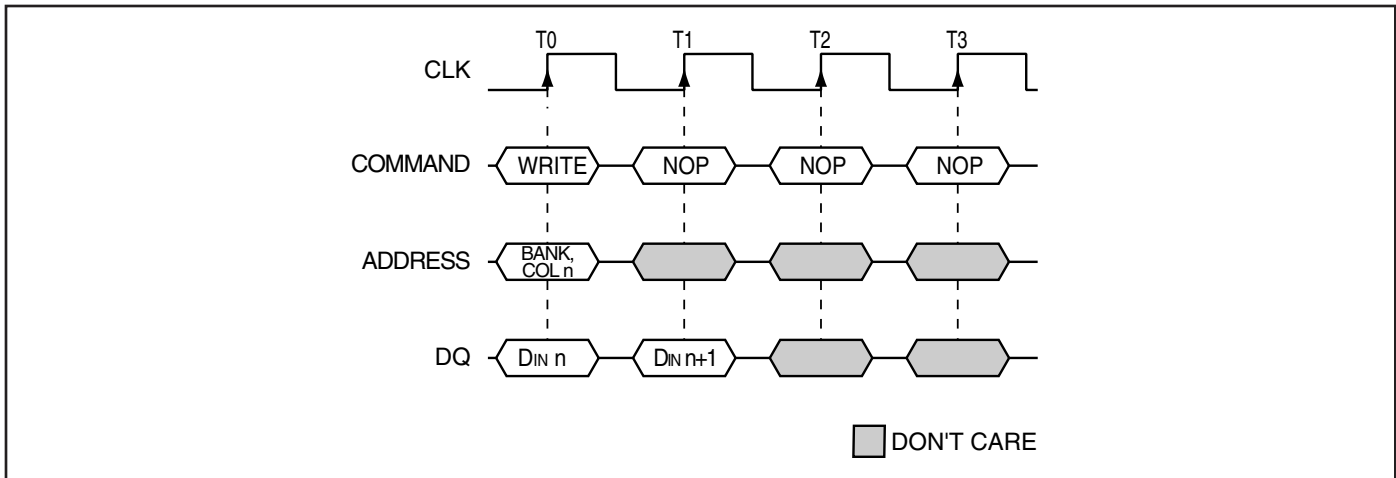 T0 T1 T2 T3
CLK
COMMAND WRITE NOP NOP NOP
ADDRESS BANK,
COL n
DQ DIN n DIN n+1
DON'T CARE